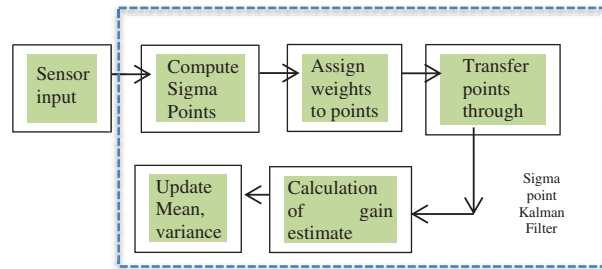 Sensor
input
Compute
Sigma
Points
Assign
weights to
points
Transfer
points
through
Update
Mean,
variance
Calculation
of gain
estimate
Sigma
point
Kalman
Filter